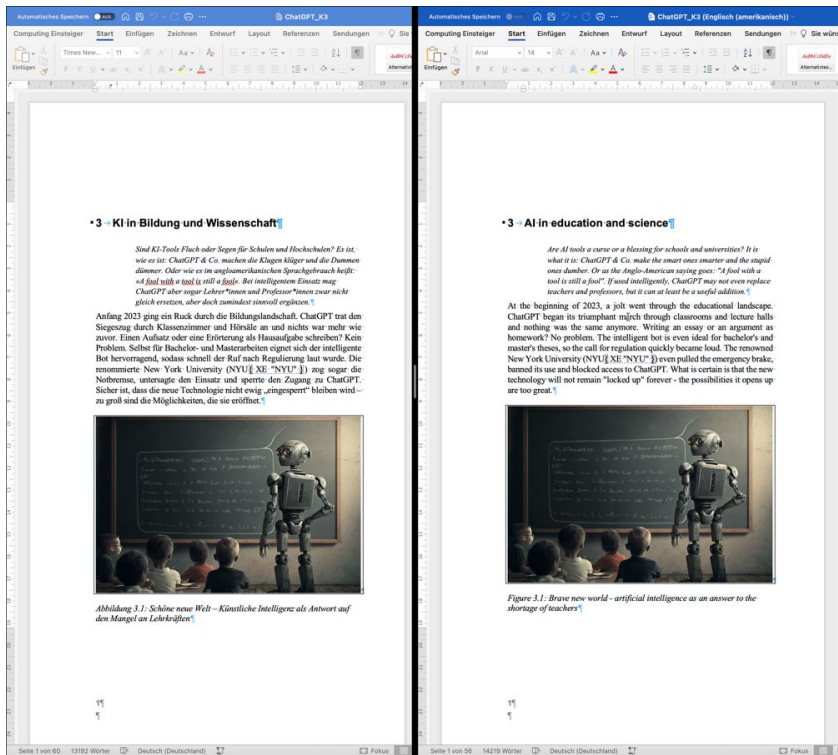 Automatisches Speichern AUS ChatGPT_K3
Computing Einsteiger Start Einfügen Zeichnen Entwurf Layout Referenzen Sendungen Sie
Einfügen
Times New... 11
Aa
F K U ab x, x'
A
AaBbCcDdEe
Alternativt...
• 3 → KI in Bildung und Wissenschaft¶
Sind KI-Tools Fluch oder Segen für Schulen und Hochschulen? Es ist,
wie es ist: ChatGPT & Co. machen die Klugen klüger und die Dummen
dümmer. Oder wie es im angloamerikanischen Sprachgebrauch heißt:
»A fool with a tool is still a fool«. Bei intelligentem Einsatz mag
ChatGPT aber sogar Lehrer*innen und Professor*innen zwar nicht
gleich ersetzen, aber doch zumindest sinnvoll ergänzen.¶
Anfang 2023 ging ein Ruck durch die Bildungslandschaft. ChatGPT trat den
Siegeszug durch Klassenzimmer und Hörsäle an und nichts war mehr wie
zuvor. Einen Aufsatz oder eine Erörterung als Hausaufgabe schreiben? Kein
Problem. Selbst für Bachelor- und Masterarbeiten eignet sich der intelligente
Bot hervorragend, sodass schnell der Ruf nach Regulierung laut wurde. Die
renommierte New York University (NYU{ XE "NYU" }) zog sogar die
Notbremse, untersagte den Einsatz und sperrte den Zugang zu ChatGPT.
Sicher ist, dass die neue Technologie nicht ewig „eingesperrt“ bleiben wird –
zu groß sind die Möglichkeiten, die sie eröffnet.¶
Abbildung 3.1: Schöne neue Welt – Künstliche Intelligenz als Antwort auf
den Mangel an Lehrkräften¶
1¶
¶
Seite 1 von 60 13192 Wörter Deutsch (Deutschland) Fokus
Automatisches Speichern ChatGPT_K3 (Englisch (amerikanisch))
Computing Einsteiger Start Einfügen Zeichnen Entwurf Layout Referenzen Sendungen Sie wüns
Einfügen
Arial 14
Aa
F K U ab x, x'
A
AaBbCcDdEe
Alternativtex...
• 3 → AI in education and science¶
Are AI tools a curse or a blessing for schools and universities? It is
what it is: ChatGPT & Co. make the smart ones smarter and the stupid
ones dumber. Or as the Anglo-American saying goes: "A fool with a
tool is still a fool". If used intelligently, ChatGPT may not even replace
teachers and professors, but it can at least be a useful addition.¶
At the beginning of 2023, a jolt went through the educational landscape.
ChatGPT began its triumphant march through classrooms and lecture halls
and nothing was the same anymore. Writing an essay or an argument as
homework? No problem. The intelligent bot is even ideal for bachelor's and
master's theses, so the call for regulation quickly became loud. The renowned
New York University (NYU{ XE "NYU" }) even pulled the emergency brake,
banned its use and blocked access to ChatGPT. What is certain is that the new
technology will not remain "locked up" forever - the possibilities it opens up
are too great.¶
Figure 3.1: Brave new world - artificial intelligence as an answer to the
shortage of teachers¶
1¶
¶
Seite 1 von 56 14219 Wörter Deutsch (Deutschland) Fokus